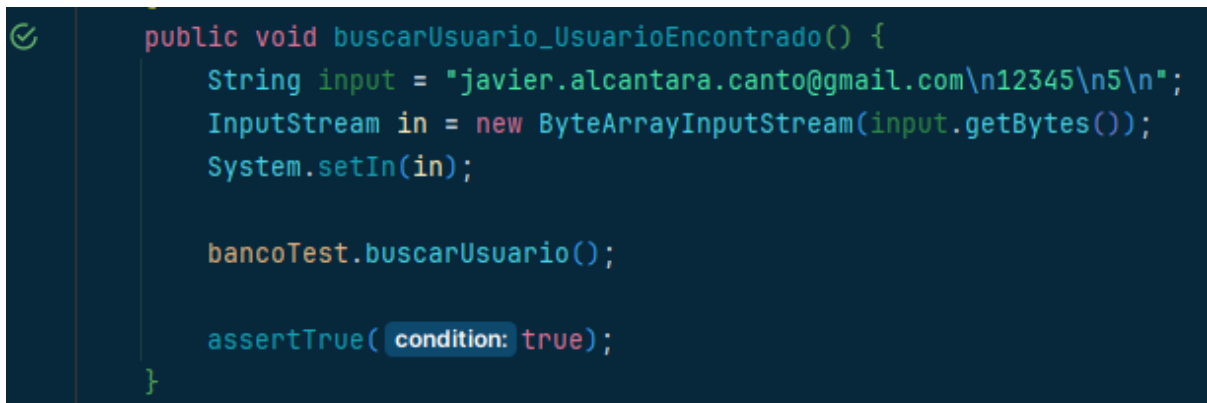 public void buscarUsuario_UsuarioEncontrado() {
String input = "javier.alcantara.canto@gmail.com\n12345\n5\n";
InputStream in = new ByteArrayInputStream(input.getBytes());
System.setIn(in);
bancoTest.buscarUsuario();
assertTrue( condition: true);
}